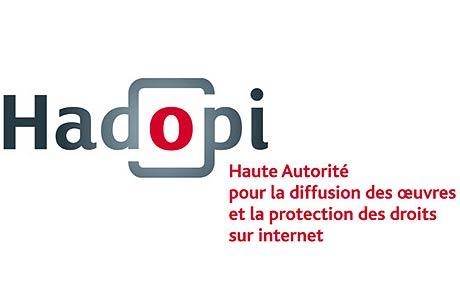 Hadopi
Haute Autorité
pour la diffusion des œuvres
et la protection des droits
sur internet